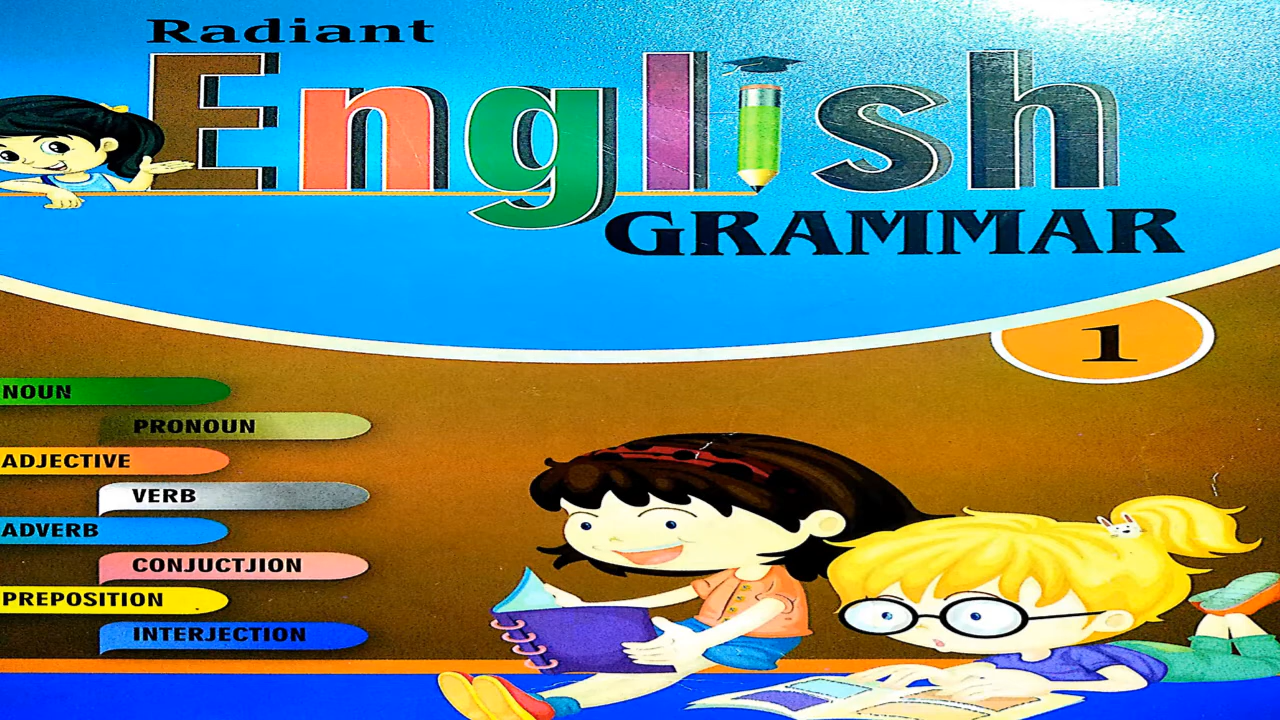 Radiant
English
GRAMMAR
1
NOUN
PRONOUN
ADJECTIVE
VERB
ADVERB
CONJUCTJION
PREPOSITION
INTERJECTION